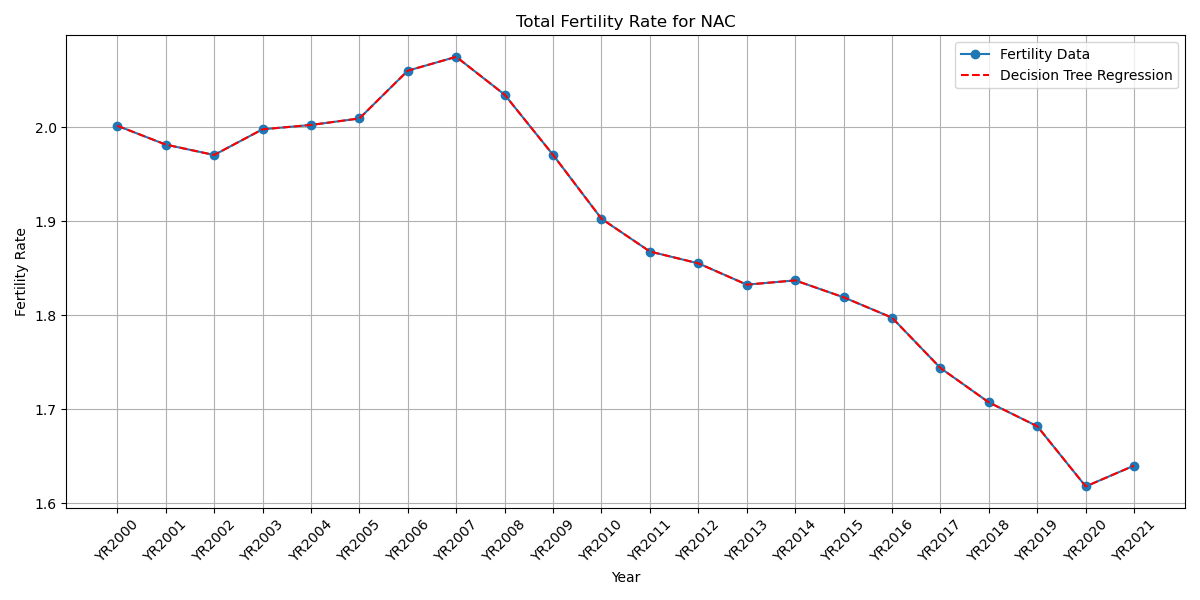 Total Fertility Rate for NAC
Fertility Data
Decision Tree Regression
Fertility Rate
2.0
1.9
1.8
1.7
1.6
YR2000
YR2001
YR2002
YR2003
YR2004
YR2005
YR2006
YR2007
YR2008
YR2009
YR2010
YR2011
YR2012
YR2013
YR2014
YR2015
YR2016
YR2017
YR2018
YR2019
YR2020
YR2021
Year